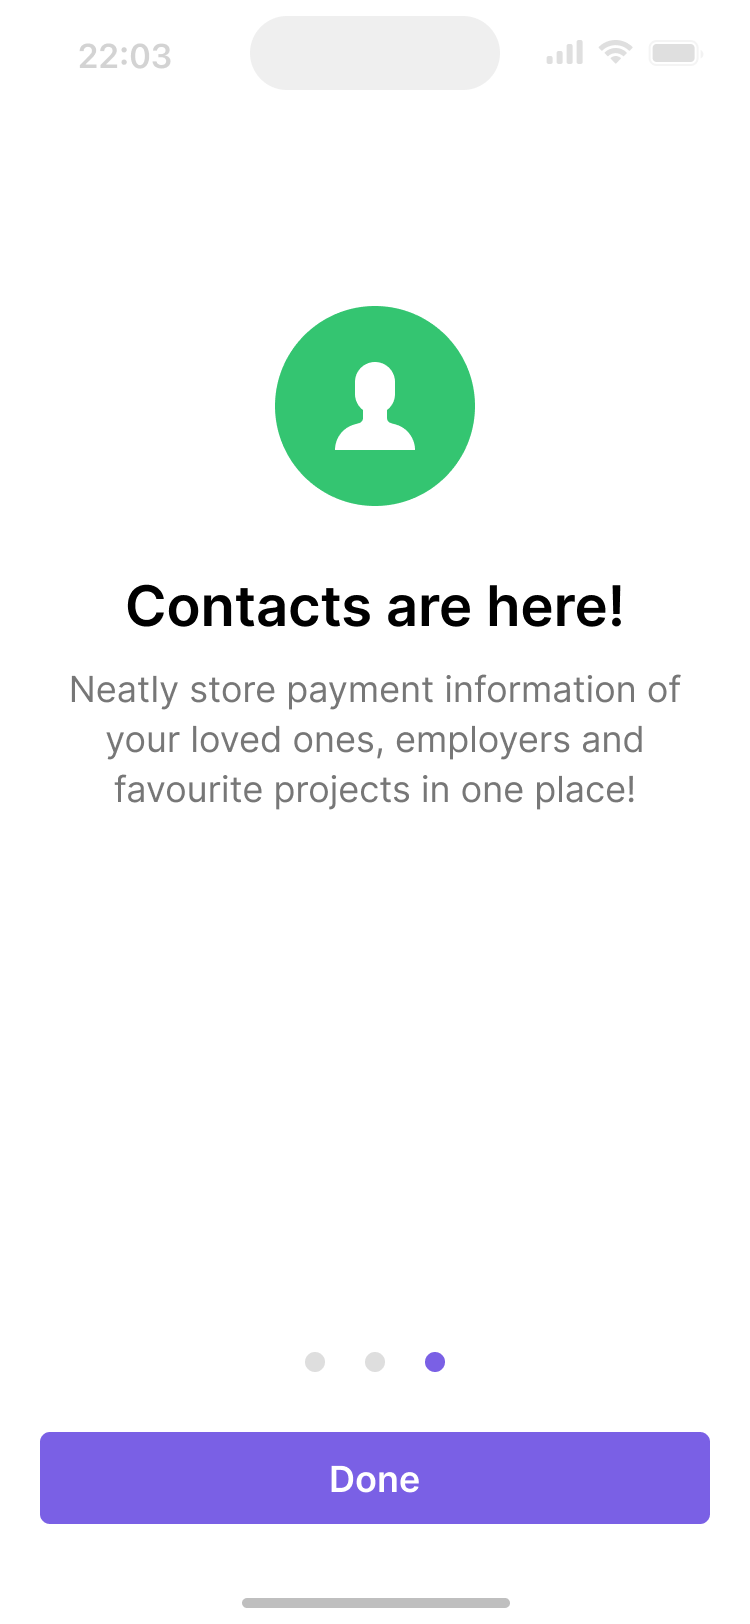 22:03
Contacts are here!
Neatly store payment information of
your loved ones, employers and
favourite projects in one place!
Done